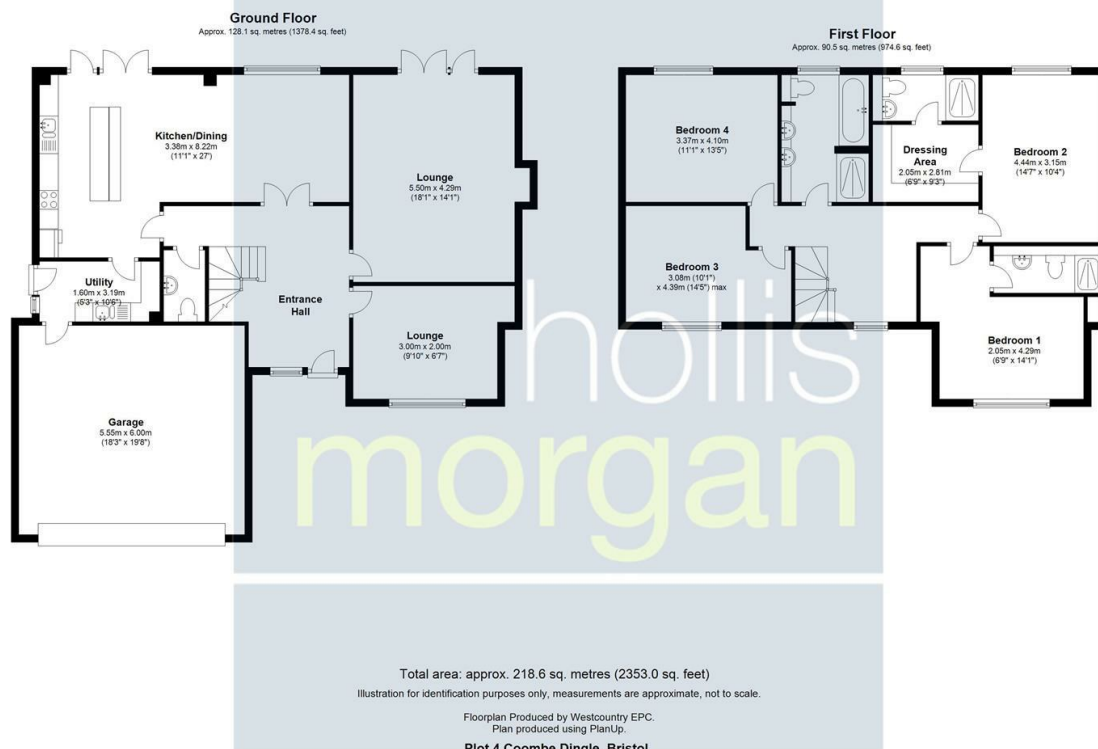 Ground Floor
Approx. 128.1 sq. metres (1378.4 sq. feet)
Kitchen/Dining
3.38m x 8.22m
(11'1" x 27')
Lounge
5.50m x 4.29m
(18'1" x 14'1")
Utility
1.60m x 3.19m
(5'3" x 10'6")
Entrance
Hall
Lounge
3.00m x 2.00m
(9'10" x 6'7")
Garage
5.55m x 6.00m
(18'3" x 19'8")
First Floor
Approx. 90.5 sq. metres (974.6 sq. feet)
Bedroom 4
3.37m x 4.10m
(11'1" x 13'5")
Dressing
Area
2.05m x 2.81m
(6'9" x 9'3")
Bedroom 2
4.44m x 3.15m
(14'7" x 10'4")
Bedroom 3
3.08m (10'1")
x 4.39m (14'5") max
Bedroom 1
2.05m x 4.29m
(6'9" x 14'1")
hollis
morgan
Total area: approx. 218.6 sq. metres (2353.0 sq. feet)
Illustration for identification purposes only, measurements are approximate, not to scale.
Floorplan Produced by Westcountry EPC.
Plan produced using PlanUp.
Plot 4 Coombe Dingle, Bristol